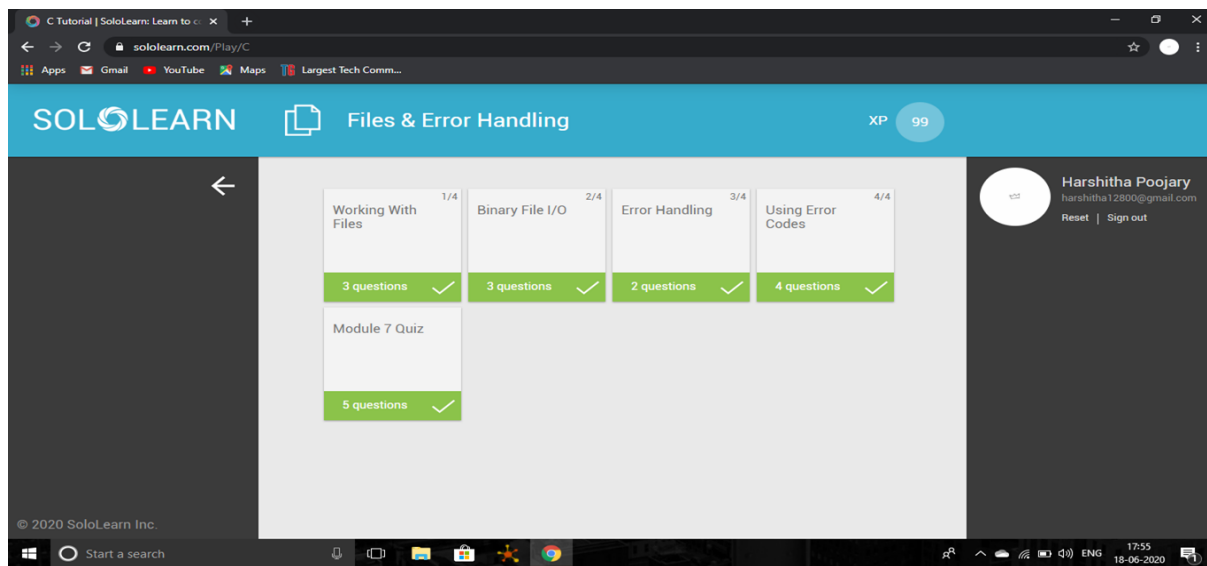 C Tutorial | SoloLearn: Learn to c
sololearn.com/Play/C
Apps Gmail YouTube Maps Largest Tech Comm...
SOLOLEARN Files & Error Handling XP 99
Harshitha Poojary
harshitha12800@gmail.com
Reset | Sign out
1/4 2/4 3/4 4/4
Working With Files
Binary File I/O
Error Handling
Using Error Codes
3 questions 3 questions 2 questions 4 questions
Module 7 Quiz
5 questions
© 2020 SoloLearn Inc.
Start a search
ENG
17:55
18-06-2020
1